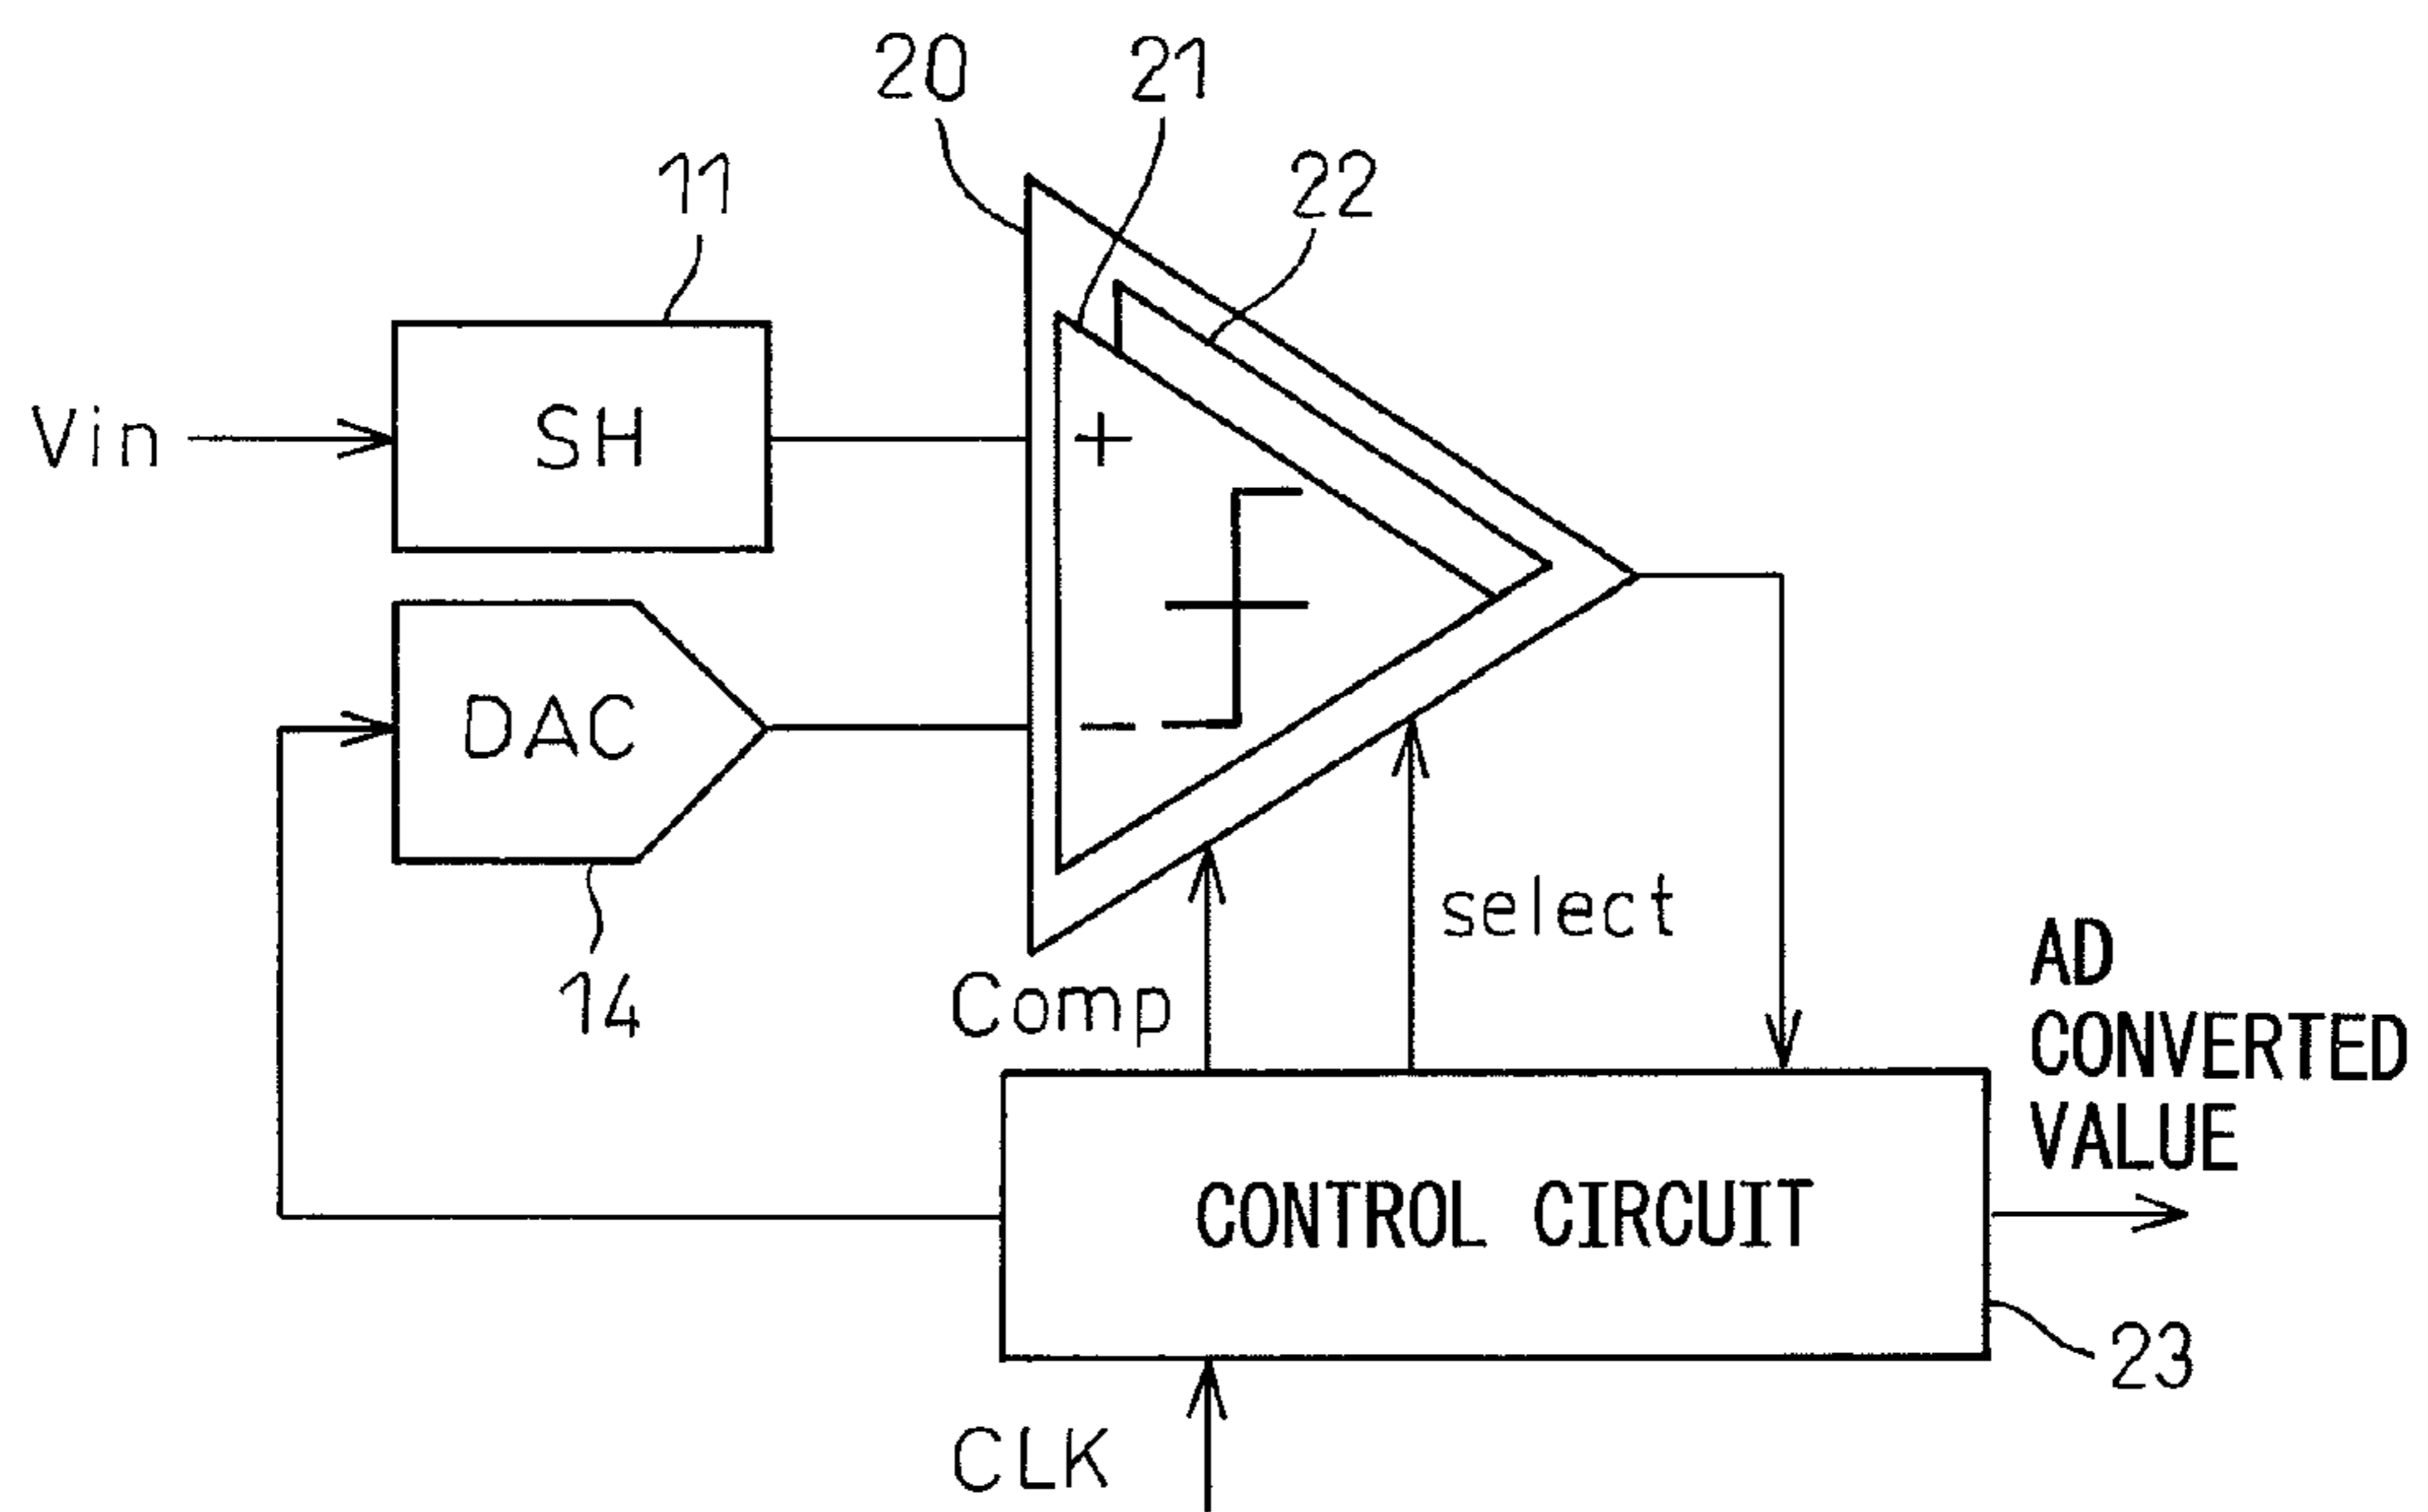 20
21
11
22
Vin
SH
+
DAC
−
14
Comp
select
AD
CONVERTED
VALUE
CONTROL CIRCUIT
23
CLK